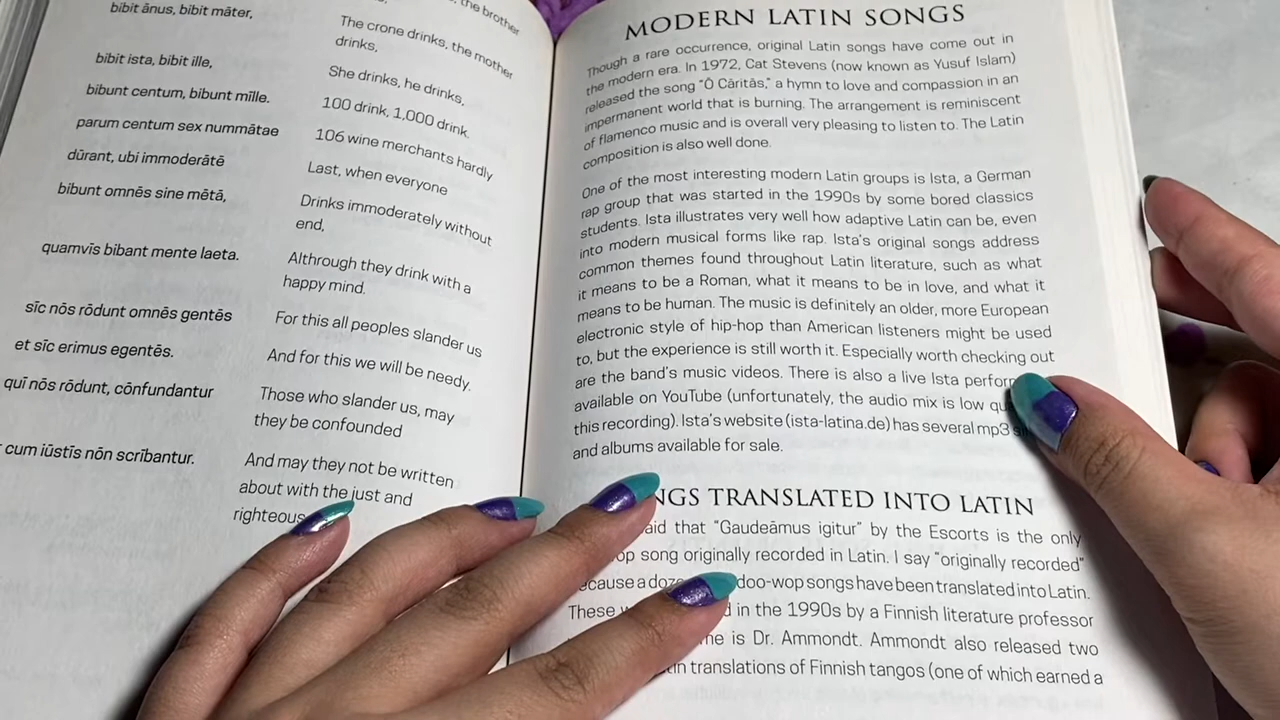 bibit ānus, bibit māter,
bibit ista, bibit ille,
bibunt centum, bibunt mīlle.
parum centum sex nummātae
dūrant, ubi immoderātē
bibunt omnēs sine mētā,
quamvīs bibant mente laeta.
sīc nōs rōdunt omnēs gentēs
et sīc erimus egentēs.
quī nōs rōdunt, cōnfundantur
cum iūstīs nōn scrībantur.
the brother
The crone drinks, the mother
drinks,
She drinks, he drinks,
100 drink, 1,000 drink.
106 wine merchants hardly
Last, when everyone
Drinks immoderately without
end,
Although they drink with a
happy mind.
For this all peoples slander us
And for this we will be needy.
Those who slander us, may
they be confounded
And may they not be written
about with the just and
righteous
MODERN LATIN SONGS
Though a rare occurrence, original Latin songs have come out in
the modern era. In 1972, Cat Stevens (now known as Yusuf Islam)
released the song “Ō Cāritās,” a hymn to love and compassion in an
impermanent world that is burning. The arrangement is reminiscent
of flamenco music and is overall very pleasing to listen to. The Latin
composition is also well done.
One of the most interesting modern Latin groups is Ista, a German
rap group that was started in the 1990s by some bored classics
students. Ista illustrates very well how adaptive Latin can be, even
into modern musical forms like rap. Ista’s original songs address
common themes found throughout Latin literature, such as what
it means to be a Roman, what it means to be in love, and what it
means to be human. The music is definitely an older, more European
electronic style of hip-hop than American listeners might be used
to, but the experience is still worth it. Especially worth checking out
are the band’s music videos. There is also a live Ista
available on YouTube (unfortunately, the audio mix is low
this recording). Ista’s website (ista-latina.de) has several mp3
and albums available for sale.
TRANSLATED INTO LATIN
said that “Gaudeāmus igitur” by the Escorts is the only
song originally recorded in Latin. I say “originally recorded”
because a doo-wop songs have been translated into Latin.
These in the 1990s by a Finnish literature professor
is Dr. Ammondt. Ammondt also released two
translations of Finnish tangos (one of which earned a